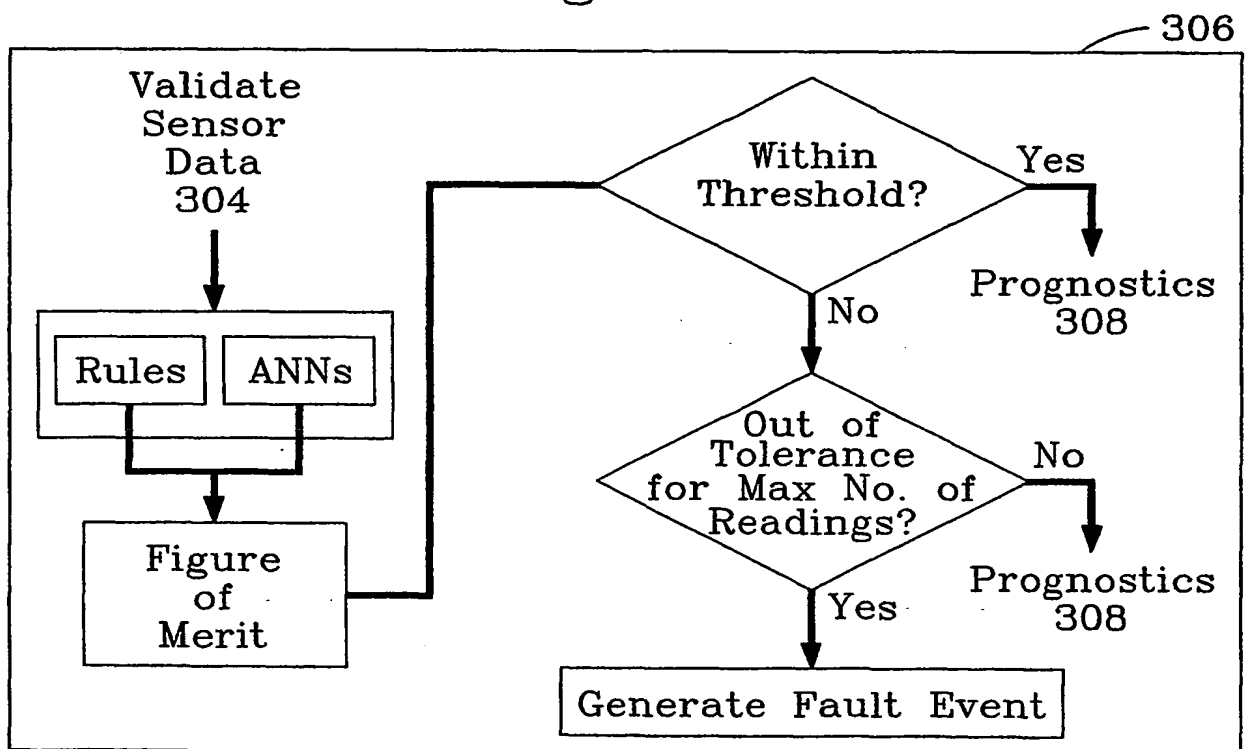 306
Validate
Sensor
Data
304
Rules
ANNs
Figure
of
Merit
Within
Threshold?
Yes
Prognostics
308
No
Out of
Tolerance
for Max No. of
Readings?
No
Prognostics
308
Yes
Generate Fault Event